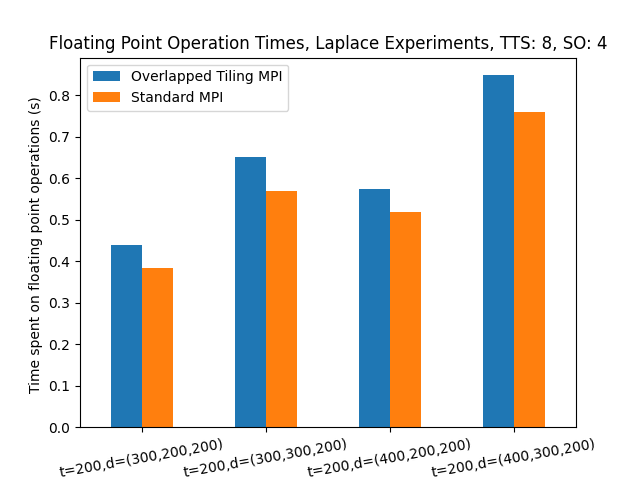 Floating Point Operation Times, Laplace Experiments, TTS: 8, SO: 4
Overlapped Tiling MPI
Standard MPI
Time spent on floating point operations (s)
0.8
0.7
0.6
0.5
0.4
0.3
0.2
0.1
0.0
t=200,d=(300,200,200)
t=200,d=(300,300,200)
t=200,d=(400,200,200)
t=200,d=(400,300,200)